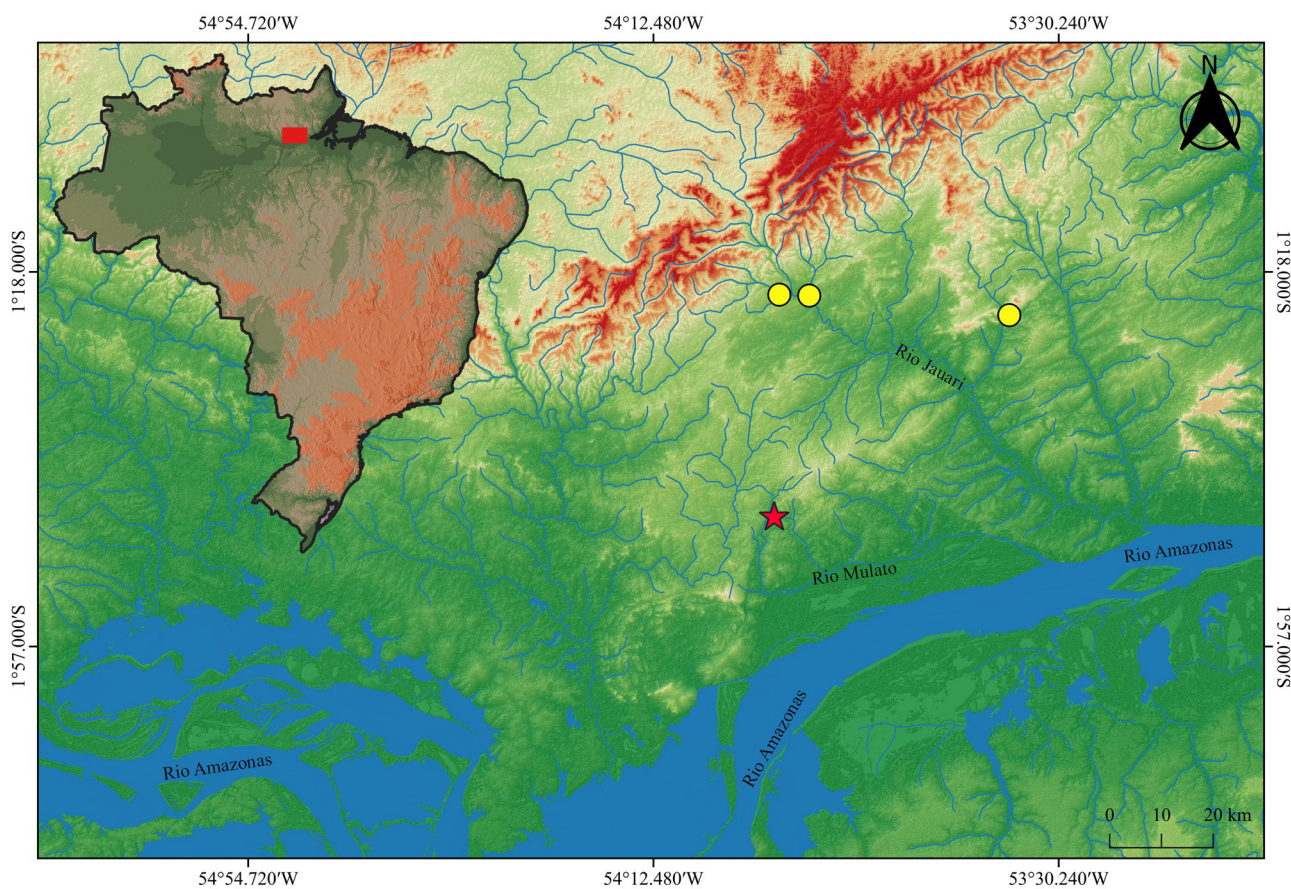 54°54.720'W 54°12.480'W 53°30.240'W
N
1°18.000'S 1°18.000'S
Rio Jauari
Rio Amazonas
Rio Mulato
1°57.000'S 1°57.000'S
Rio Amazonas
Rio Amazonas
0 10 20 km
54°54.720'W 54°12.480'W 53°30.240'W